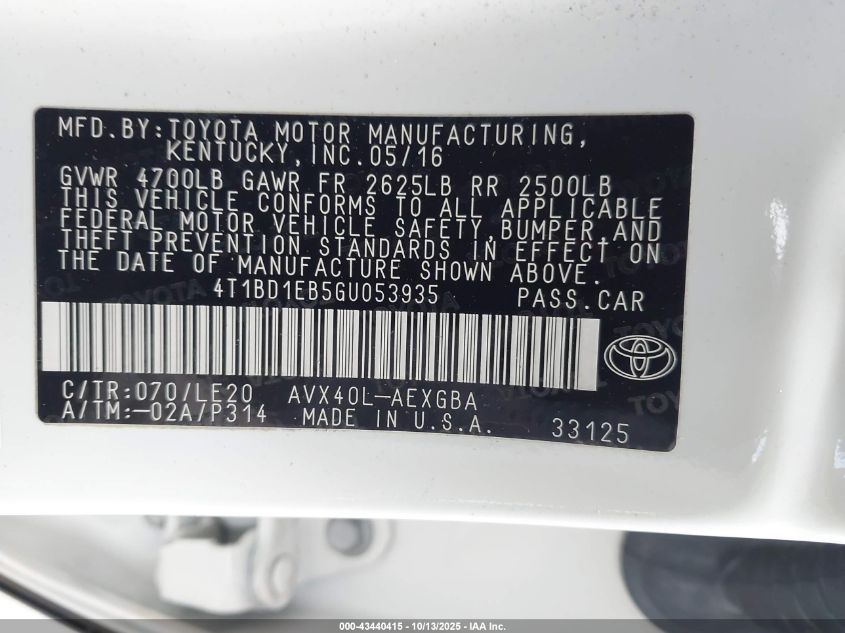 MFD.BY:TOYOTA MOTOR MANUFACTURING,
KENTUCKY, INC.05/16
GVWR 4700LB GAWR FR 2625LB RR 2500LB
THIS VEHICLE CONFORMS TO ALL APPLICABLE
FEDERAL MOTOR VEHICLE SAFETY, BUMPER, AND
THEFT PREVENTION STANDARDS IN EFFECT ON
THE DATE OF MANUFACTURE SHOWN ABOVE.
4T1BD1EB5GU053935 PASS.CAR
C/TR:070/LE20 AVX40L-AEXGBA
A/TM:-02A/P314 MADE IN U.S.A. 33125
000-43440415 - 10/13/2025 - IAA Inc.